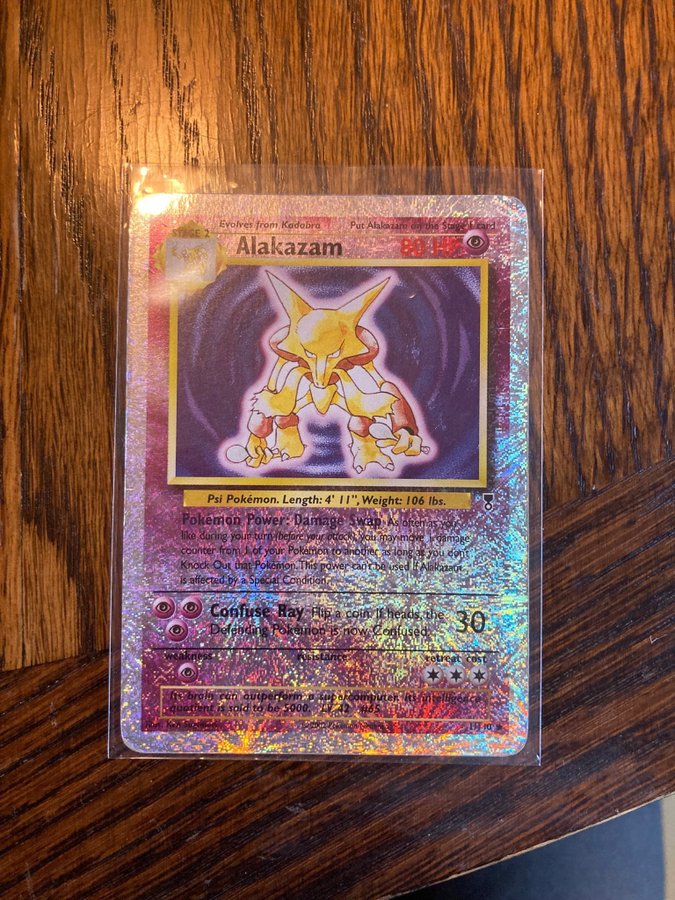 STAGE 2
Evolves from Kadabra
Put Alakazam on the Stage 1 card
Alakazam 80 HP
Psi Pokémon. Length: 4' 11", Weight: 106 lbs.
Pokémon Power: Damage Swap As often as you
like during your turn (before your attack), you may move 1 damage
counter from 1 of your Pokémon to another as long as you don't
Knock Out that Pokémon. This power can't be used if Alakazam
is affected by a Special Condition.
Confuse Ray Flip a coin. If heads, the
Defending Pokémon is now Confused. 30
weakness resistance retreat cost
Its brain can outperform a supercomputer. Its intelligence
quotient is said to be 5000. LV. 42 #65
Illus. Ken Sugimori